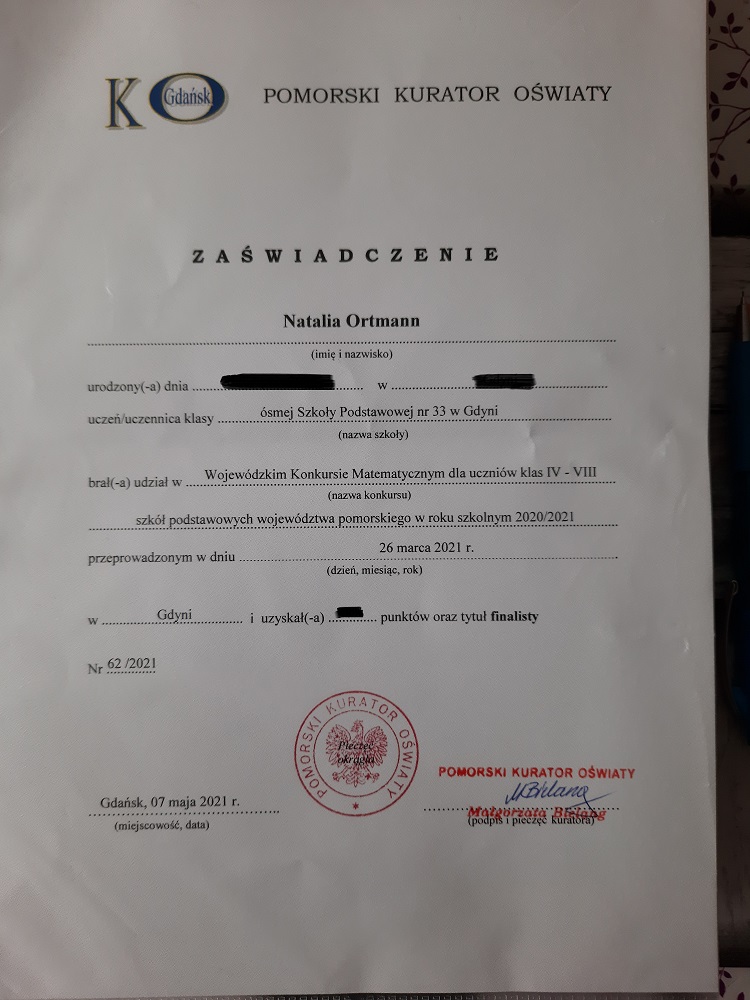 KO Gdańsk POMORSKI KURATOR OŚWIATY
ZAŚWIADCZENIE
Natalia Ortmann
(imię i nazwisko)
urodzony(-a) dnia w
uczeń/uczennica klasy ósmej Szkoły Podstawowej nr 33 w Gdyni
(nazwa szkoły)
brał(-a) udział w Wojewódzkim Konkursie Matematycznym dla uczniów klas IV - VIII
(nazwa konkursu)
szkół podstawowych województwa pomorskiego w roku szkolnym 2020/2021
przeprowadzonym w dniu 26 marca 2021 r.
(dzień, miesiąc, rok)
w Gdyni i uzyskał(-a) punktów oraz tytuł finalisty
Nr 62 /2021
POMORSKI KURATOR OŚWIATY
Pieczęć
okrągła
POMORSKI KURATOR OŚWIATY
MBielang
Małgorzata Bielang
(podpis i pieczęć kuratora)
Gdańsk, 07 maja 2021 r.
(miejscowość, data)